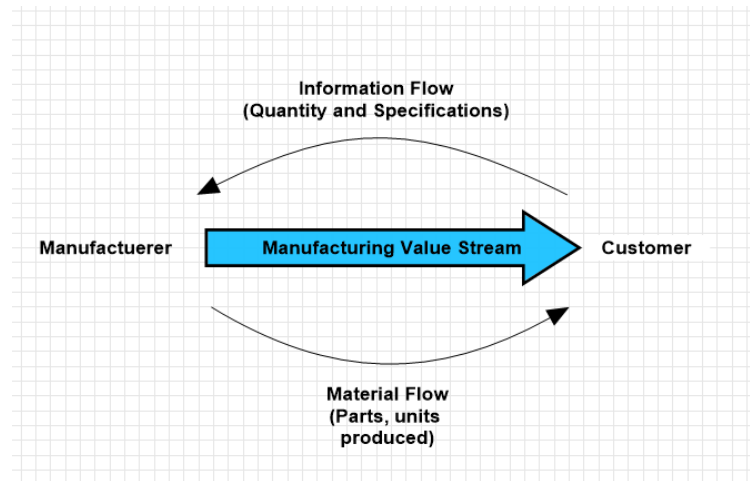 Information Flow
(Quantity and Specifications)
Manufactuerer
Manufacturing Value Stream
Customer
Material Flow
(Parts, units
produced)